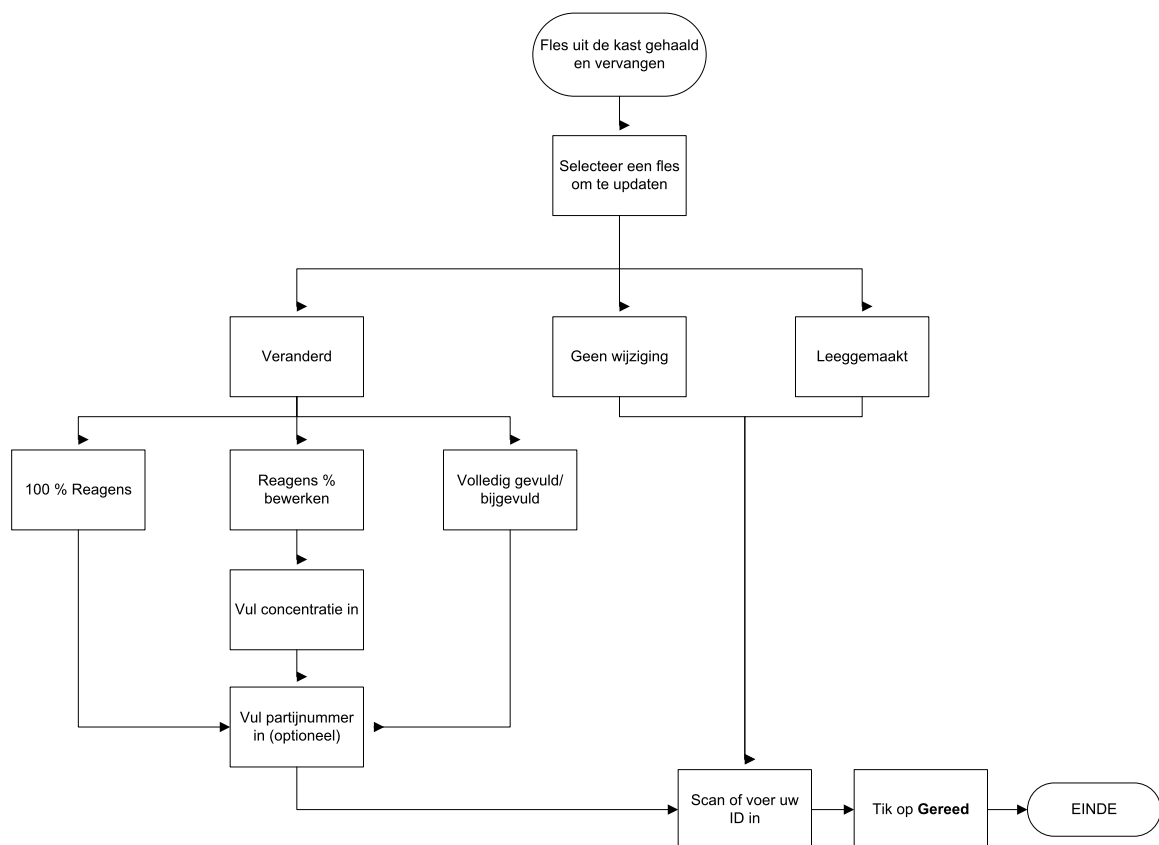 Fles uit de kast gehaald
en vervangen
Selecteer een fles
om te updaten
Veranderd
Geen wijziging
Leeggemaakt
100 % Reagens
Reagens %
bewerken
Volledig gevuld/
bijgevuld
Vul concentratie in
Vul partijnummer
in (optioneel)
Scan of voer uw
ID in
Tik op Gereed
EINDE